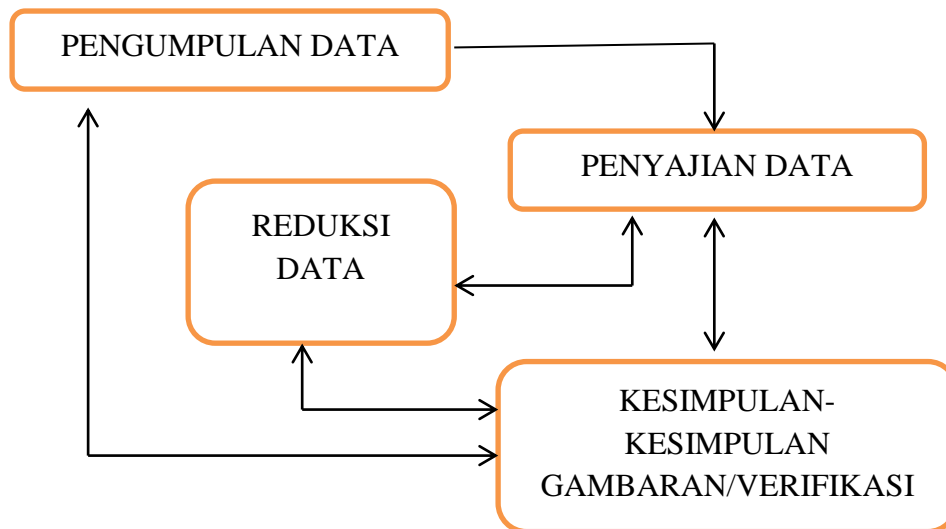 PENGUMPULAN DATA
PENYAJIAN DATA
REDUKSI
DATA
KESIMPULAN-
KESIMPULAN
GAMBARAN/VERIFIKASI